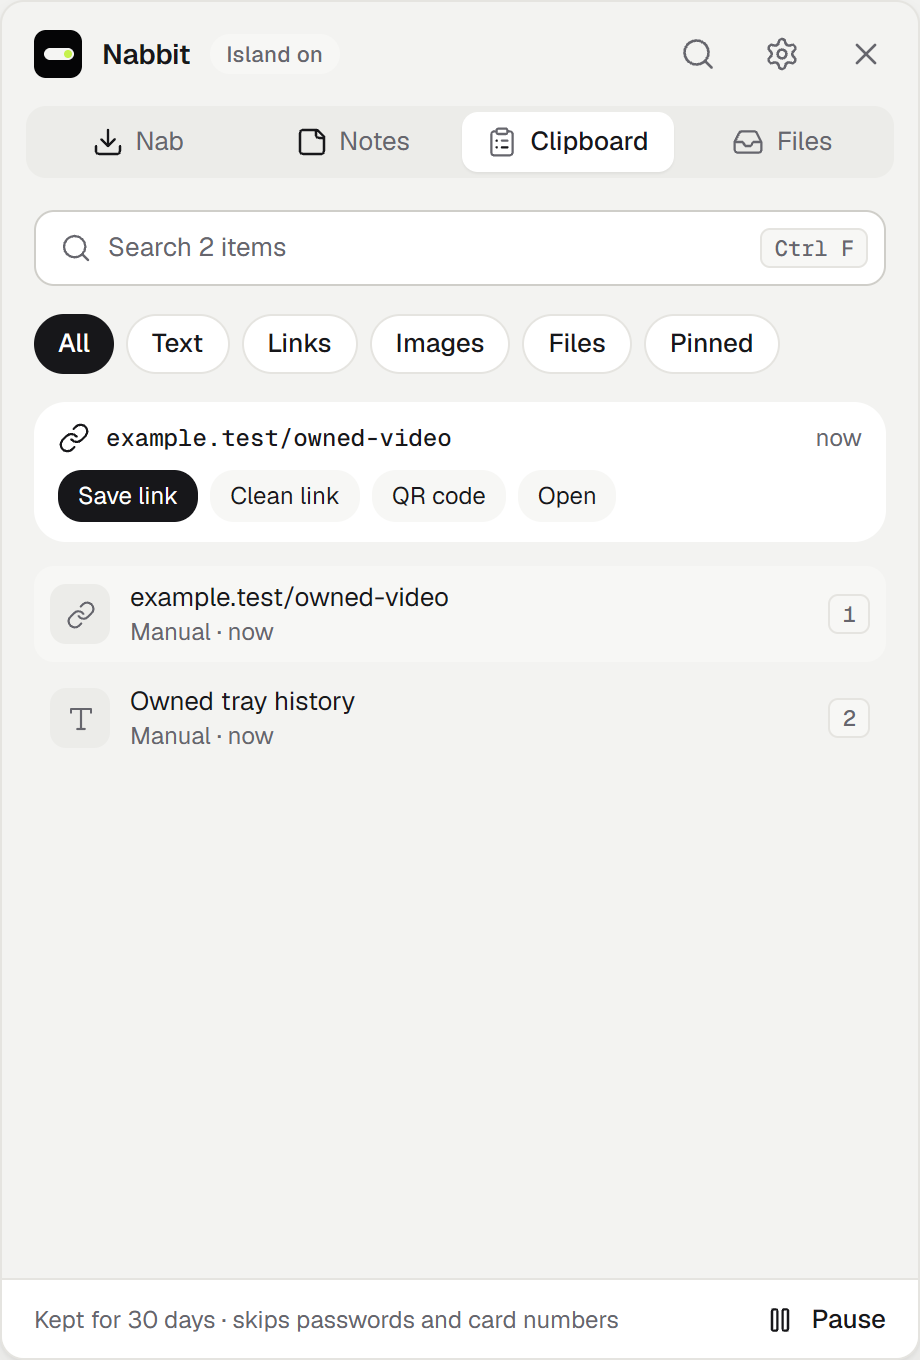 Nabbit Island on
Nab Notes Clipboard Files
Search 2 items Ctrl F
All Text Links Images Files Pinned
example.test/owned-video now
Save link Clean link QR code Open
example.test/owned-video
Manual · now
1
Owned tray history
Manual · now
2
Kept for 30 days · skips passwords and card numbers Pause